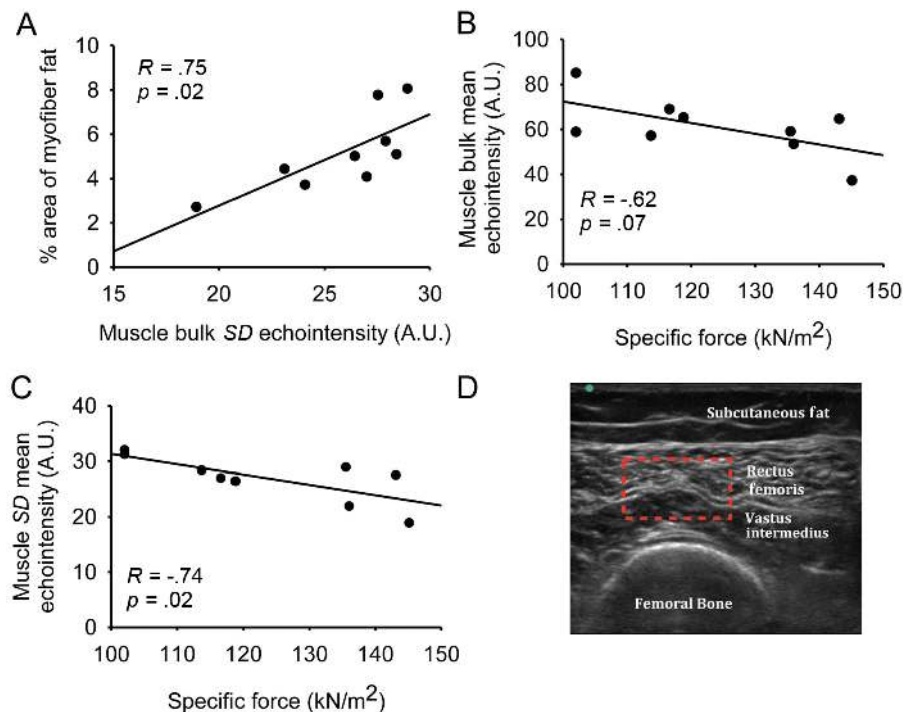 A
% area of myofiber fat
10
8
6
4
2
0
R = .75
p = .02
15
20
25
30
Muscle bulk SD echointensity (A.U.)
B
Muscle bulk mean
echointensity (A.U.)
100
80
60
40
20
0
R = -.62
p = .07
100
110
120
130
140
150
Specific force (kN/m2)
C
Muscle SD mean
echointensity (A.U.)
40
30
20
10
0
R = -.74
p = .02
100
110
120
130
140
150
Specific force (kN/m2)
D
Subcutaneous fat
Rectus
femoris
Vastus
intermedius
Femoral Bone